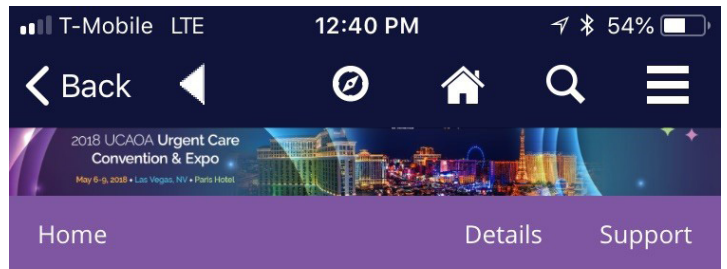 T-Mobile LTE 12:40 PM 54%
Back
2018 UCAOA Urgent Care
Convention & Expo
May 6-9, 2018 • Las Vegas, NV • Paris Hotel
Home Details Support